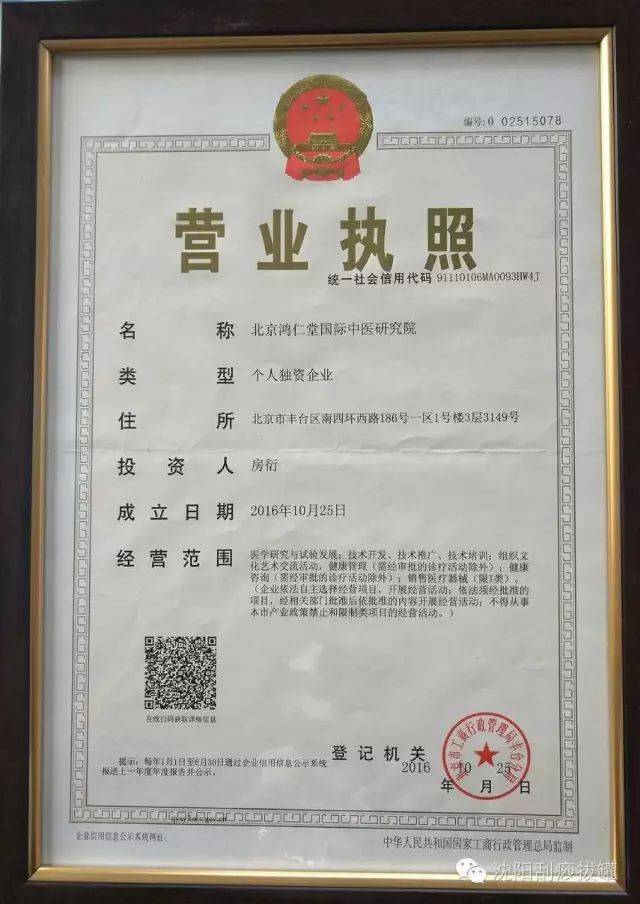 编号:0 02515078
营业执照
统一社会信用代码 91110106MA0093HW4J
名称 北京鸿仁堂国际中医研究院
类型 个人独资企业
住所 北京市丰台区南四环西路186号一区1号楼3层3149号
投资人 房衍
成立日期 2016年10月25日
经营范围 医学研究与试验发展；技术开发、技术推广、技术培训；组织文
化艺术交流活动，健康管理（需经审批的诊疗活动除外）；健康
咨询（需经审批的诊疗活动除外）；销售医疗器械（限I类）。
（企业依法自主选择经营项目，开展经营活动；依法须经批准的
项目，经相关部门批准后依批准的内容开展经营活动；不得从事
本市产业政策禁止和限制类项目的经营活动。）
在线扫码获取详细信息
登记机关
北京市工商行政管理局丰台分局
提示：每年1月1日至6月30日通过企业信用信息公示系统
报送上一年度年度报告并公示。
2016 10 25
年 月 日
企业信用信息公示系统网址：
中华人民共和国国家工商行政管理总局监制
沈阳刮痧拔罐